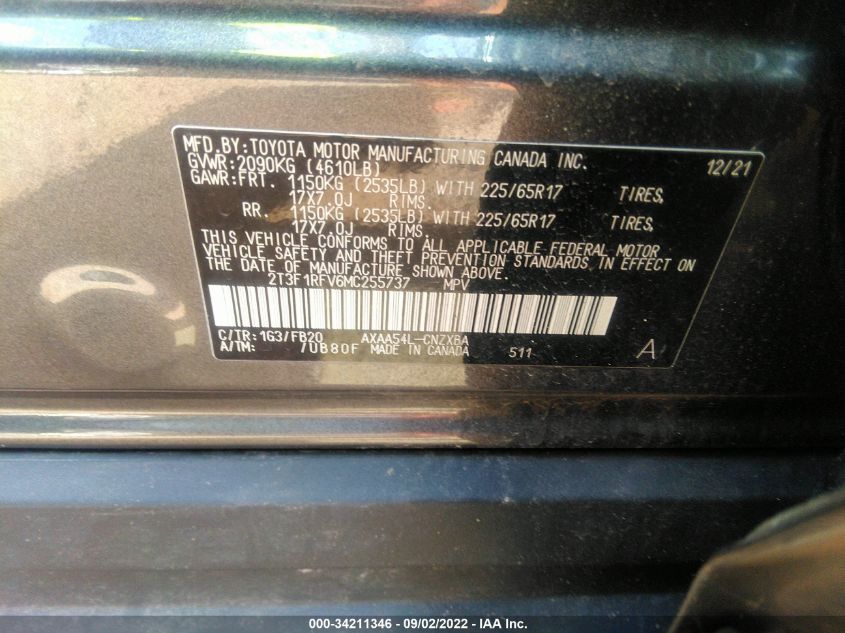 MFD.BY:TOYOTA MOTOR MANUFACTURING CANADA INC. 12/21
GVWR:2090KG (4610LB)
GAWR:FRT. 1150KG (2535LB) WITH 225/65R17 TIRES,
17X7.0J RIMS.
RR. 1150KG (2535LB) WITH 225/65R17 TIRES,
17X7.0J RIMS.
THIS VEHICLE CONFORMS TO ALL APPLICABLE FEDERAL MOTOR
VEHICLE SAFETY AND THEFT PREVENTION STANDARDS IN EFFECT ON
THE DATE OF MANUFACTURE SHOWN ABOVE.
2T3F1RFV6MC255737 MPV
C/TR:1G3/FB20 AXAA54L-CNZXBA
A/TM: /UB80F MADE IN CANADA 511 A
000-34211346 - 09/02/2022 - IAA Inc.